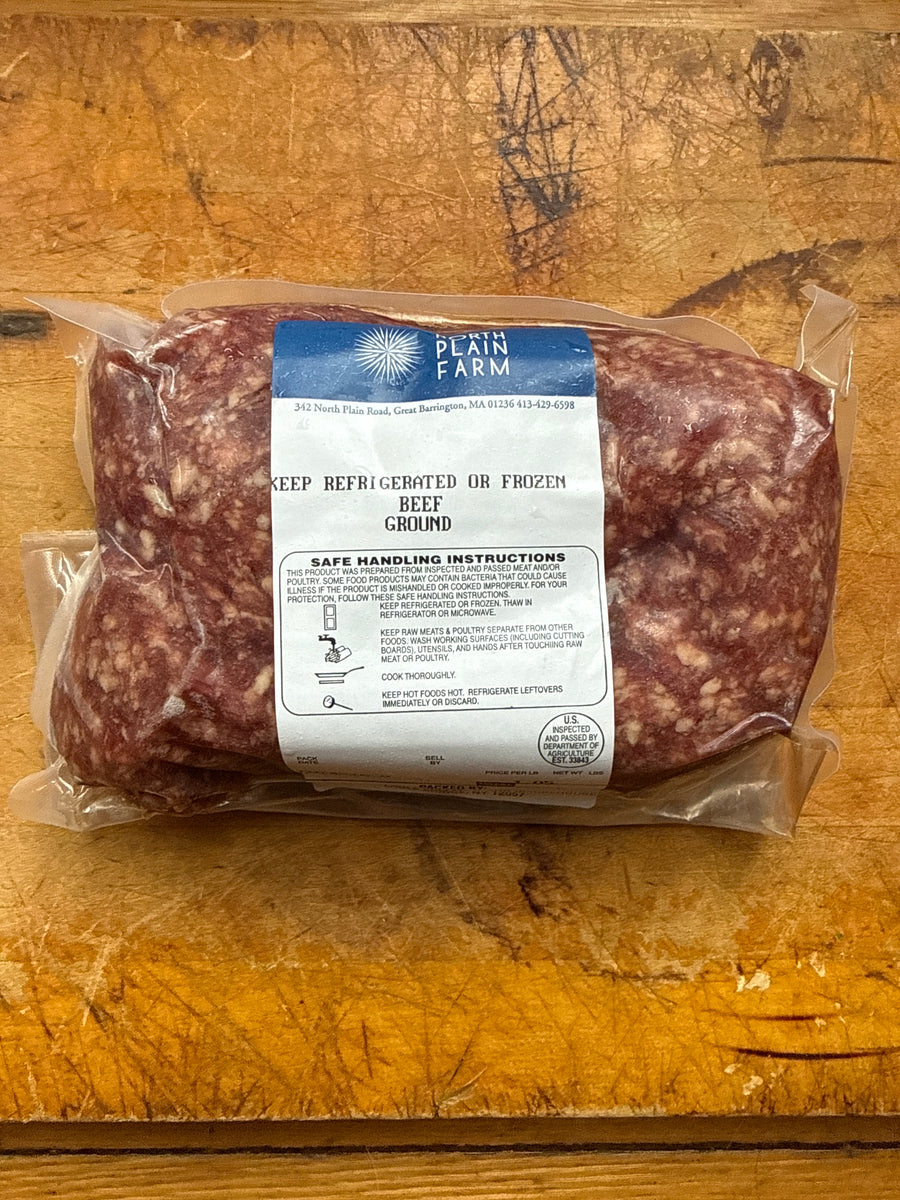 NORTH
PLAIN
FARM
342 North Plain Road, Great Barrington, MA 01236 413-429-6598
KEEP REFRIGERATED OR FROZEN
BEEF
GROUND
SAFE HANDLING INSTRUCTIONS
THIS PRODUCT WAS PREPARED FROM INSPECTED AND PASSED MEAT AND/OR
POULTRY. SOME FOOD PRODUCTS MAY CONTAIN BACTERIA THAT COULD CAUSE
ILLNESS IF THE PRODUCT IS MISHANDLED OR COOKED IMPROPERLY. FOR YOUR
PROTECTION, FOLLOW THESE SAFE HANDLING INSTRUCTIONS.
KEEP REFRIGERATED OR FROZEN. THAW IN
REFRIGERATOR OR MICROWAVE.
KEEP RAW MEATS & POULTRY SEPARATE FROM OTHER
FOODS. WASH WORKING SURFACES (INCLUDING CUTTING
BOARDS), UTENSILS, AND HANDS AFTER TOUCHIING RAW
MEAT OR POULTRY.
COOK THOROUGHLY.
KEEP HOT FOODS HOT. REFRIGERATE LEFTOVERS
IMMEDIATELY OR DISCARD.
U.S.
INSPECTED
AND PASSED BY
DEPARTMENT OF
AGRICULTURE
EST. 33843
PACK
DATE
SELL
BY
PRICE PER LB NET WT LBS
PACKED BY